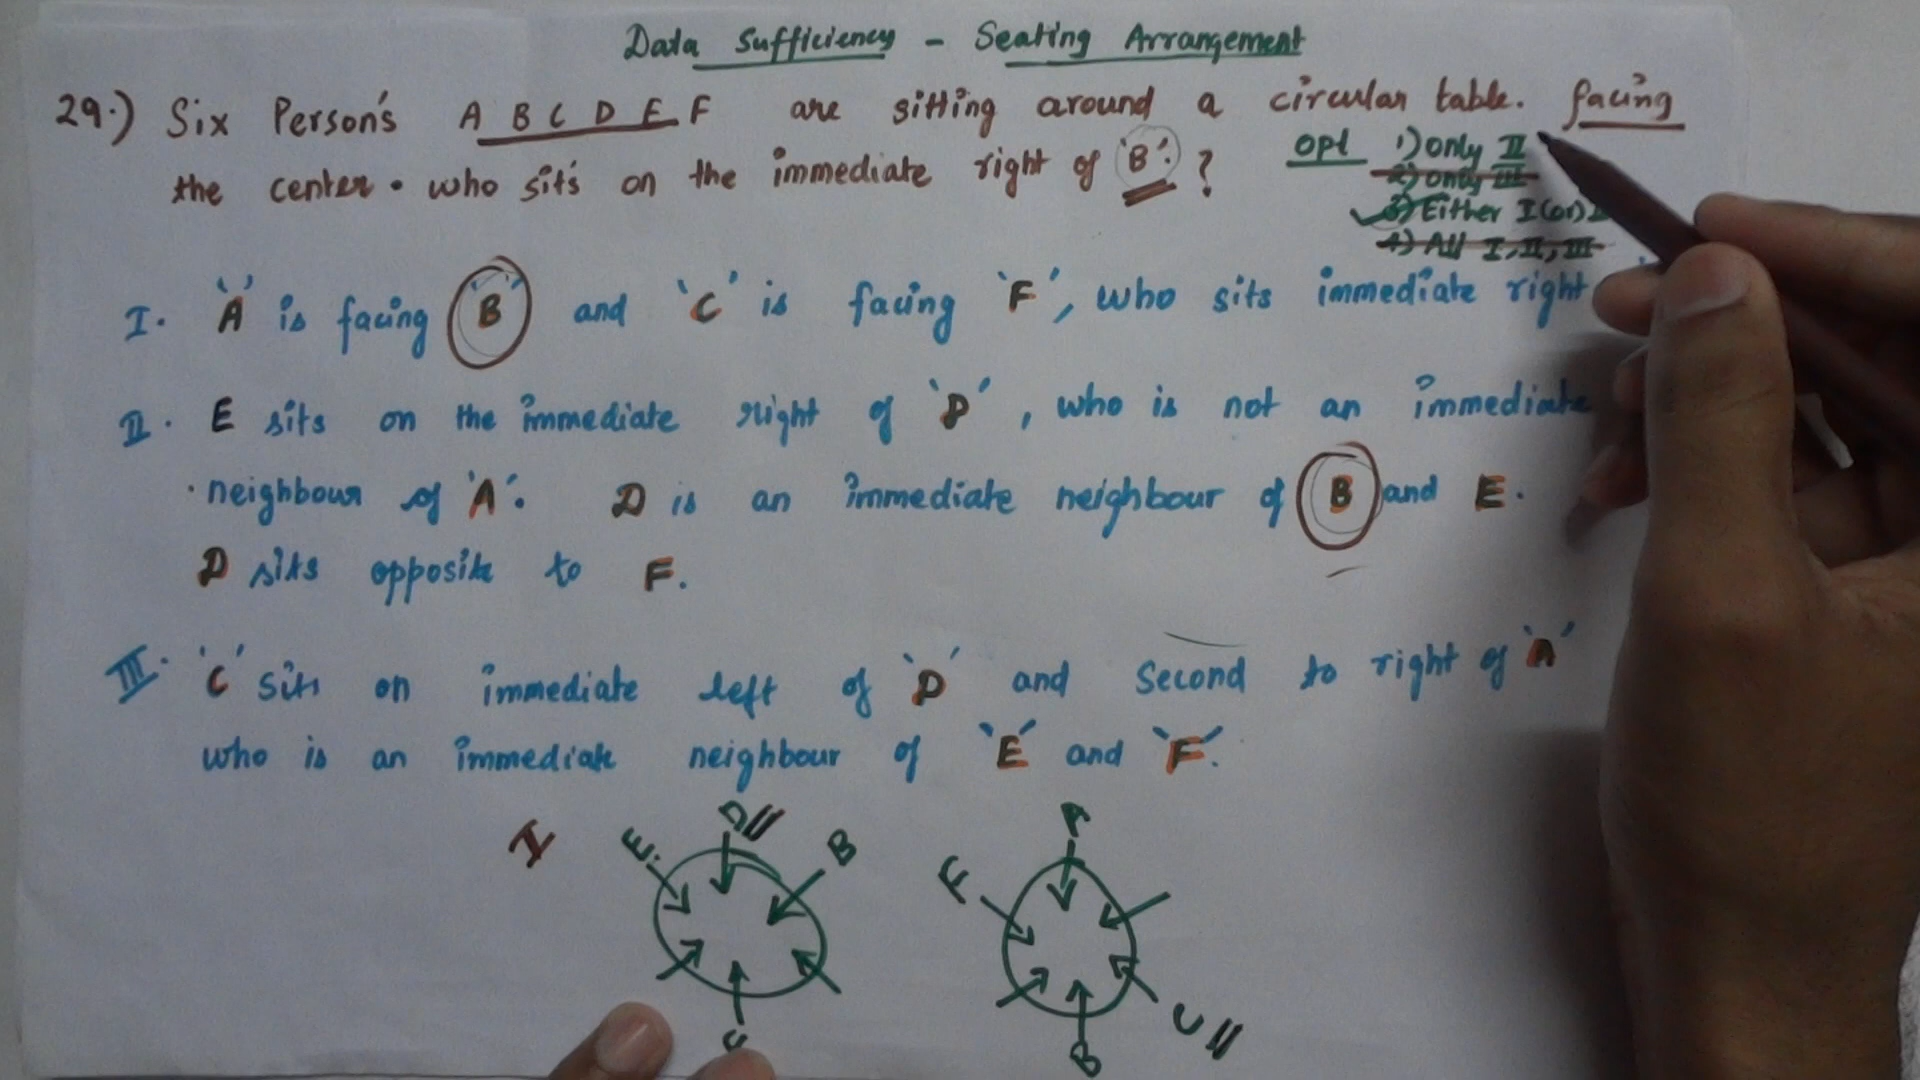 Data Sufficiency - Seating Arrangement
29.) Six Person's A B C D E F are sitting around a circular table. facing
the center. who sits on the immediate right of 'B'. ?
Opt 1) Only II
2) Only III
3) Either I (or)
4) All I, II, III
I. 'A' is facing 'B' and 'C' is facing 'F', who sits immediate right
II. E sits on the immediate right of 'D', who is not an immediate
neighbour of 'A'. D is an immediate neighbour of B and E.
D sits opposite to F.
III. 'C' sits on immediate left of 'D' and Second to right of 'A'
who is an immediate neighbour of 'E' and 'F'.
I
E D B
A
F
C
B